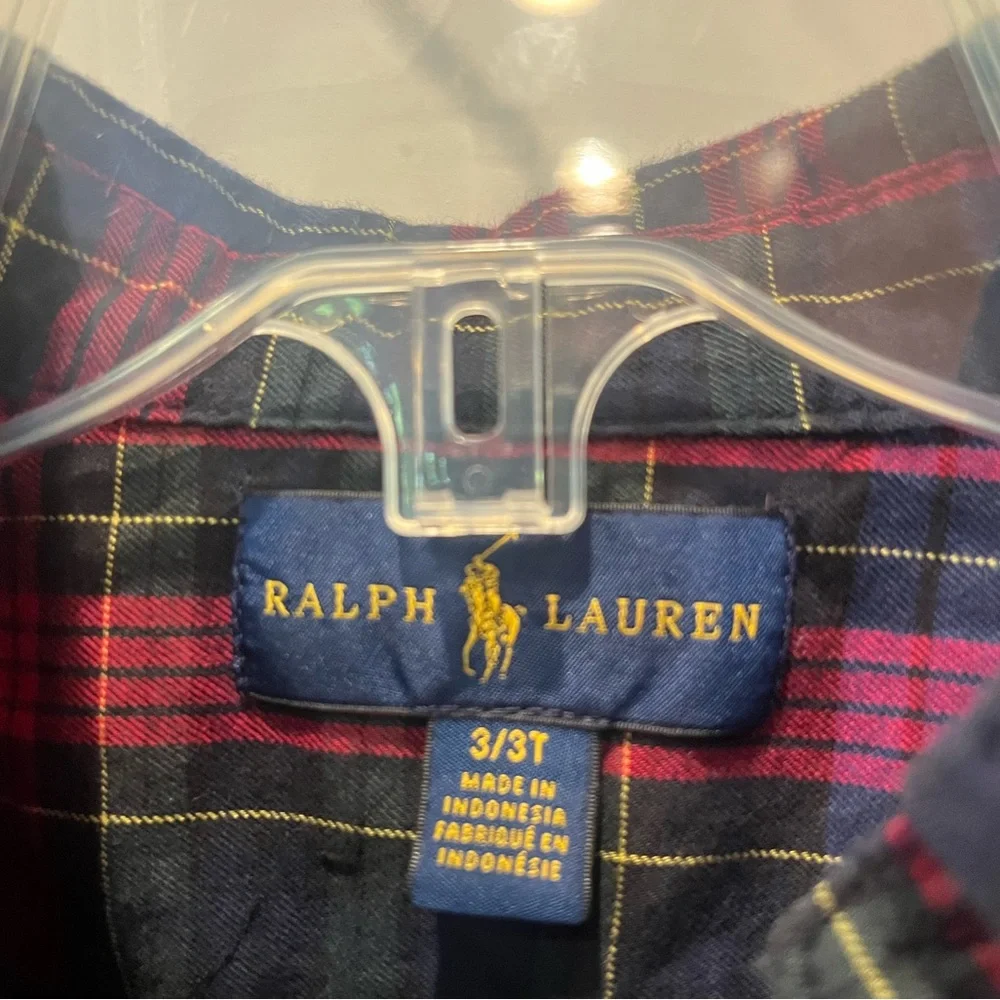 RALPH LAUREN
3/3T
MADE IN
INDONESIA
FABRIQUÉ EN
INDONÉSIE